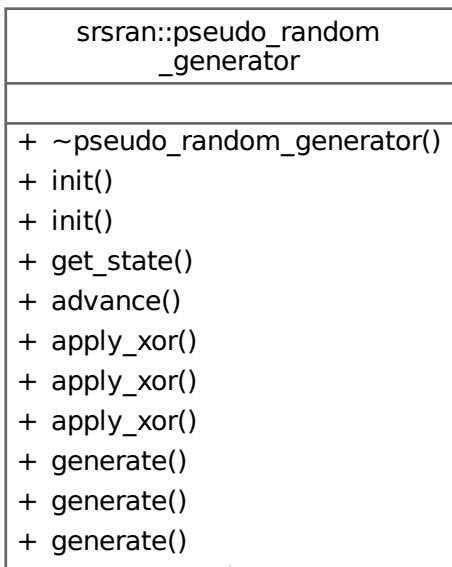 srsran::pseudo_random
_generator
+ ~pseudo_random_generator()
+ init()
+ init()
+ get_state()
+ advance()
+ apply_xor()
+ apply_xor()
+ apply_xor()
+ generate()
+ generate()
+ generate()